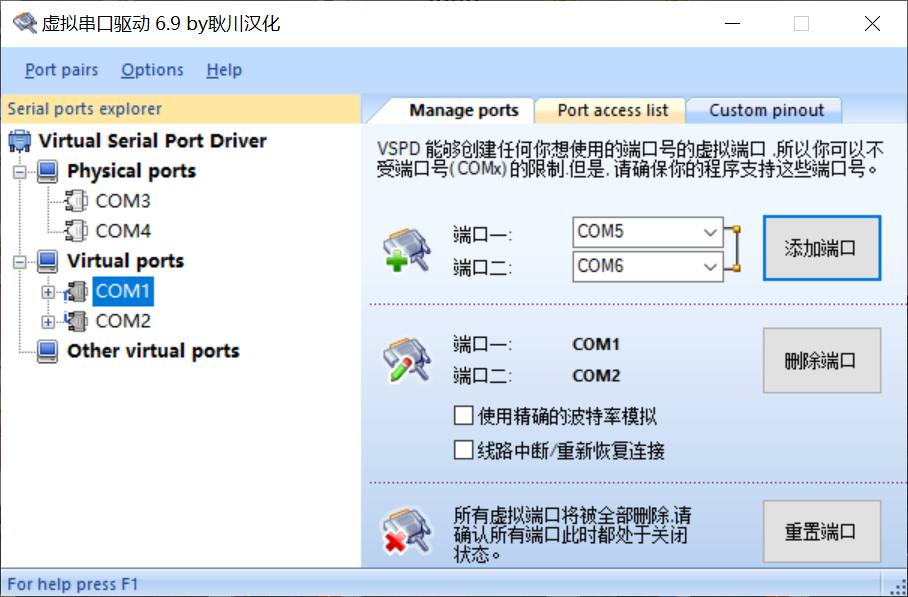 虚拟串口驱动 6.9 by耿川汉化
Port pairs Options Help
Serial ports explorer
Virtual Serial Port Driver
Physical ports
COM3
COM4
Virtual ports
COM1
COM2
Other virtual ports
Manage ports Port access list Custom pinout
VSPD 能够创建任何你想使用的端口号的虚拟端口 .所以你可以不
受端口号( COMx) 的限制.但是, 请确保你的程序支持这些端口号。
端口一: COM5
端口二: COM6
添加端口
端口一: COM1
端口二: COM2
删除端口
使用精确的波特率模拟
线路中断/重新恢复连接
所有虚拟端口将被全部删除.请
确认所有端口此时都处于关闭
状态。
重置端口
For help press F1